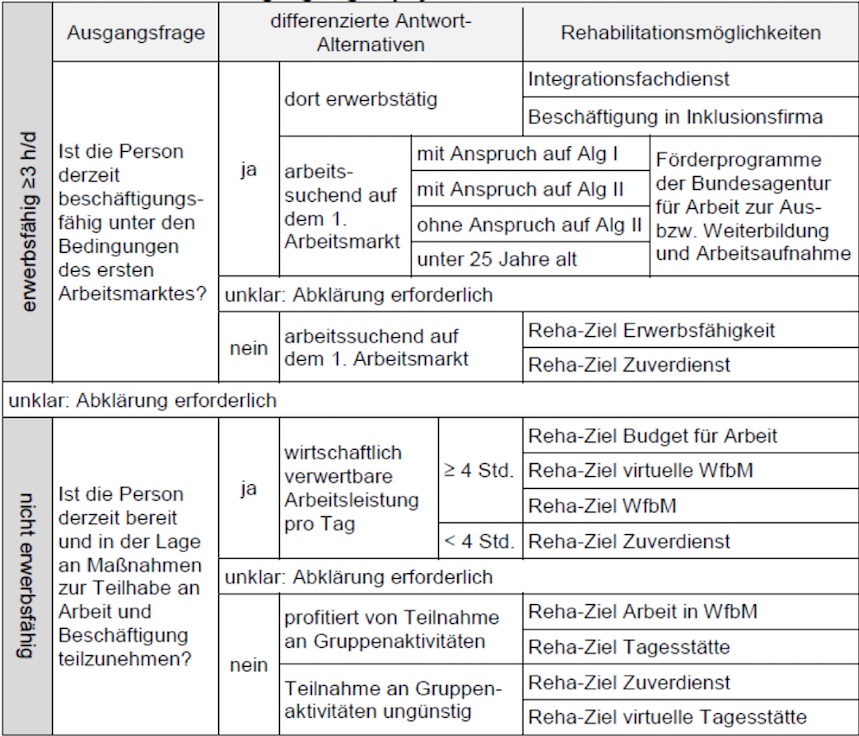 Ausgangsfrage
differenzierte Antwort-
Alternativen
Rehabilitationsmöglichkeiten
erwerbsfähig ≥3 h/d
Ist die Person
derzeit
beschäftigungs-
fähig unter den
Bedingungen
des ersten
Arbeitsmarktes?
ja
dort erwerbstätig
Integrationsfachdienst
Beschäftigung in Inklusionsfirma
arbeits-
suchend auf
dem 1.
Arbeitsmarkt
mit Anspruch auf Alg I
mit Anspruch auf Alg II
ohne Anspruch auf Alg II
unter 25 Jahre alt
Förderprogramme
der Bundesagentur
für Arbeit zur Aus-
bzw. Weiterbildung
und Arbeitsaufnahme
unklar: Abklärung erforderlich
nein
arbeitssuchend auf
dem 1. Arbeitsmarkt
Reha-Ziel Erwerbsfähigkeit
Reha-Ziel Zuverdienst
unklar: Abklärung erforderlich
nicht erwerbsfähig
Ist die Person
derzeit bereit
und in der Lage
an Maßnahmen
zur Teilhabe an
Arbeit und
Beschäftigung
teilzunehmen?
ja
wirtschaftlich
verwertbare
Arbeitsleistung
pro Tag
≥ 4 Std.
Reha-Ziel Budget für Arbeit
Reha-Ziel virtuelle WfbM
Reha-Ziel WfbM
< 4 Std.
Reha-Ziel Zuverdienst
unklar: Abklärung erforderlich
nein
profitiert von Teilnahme
an Gruppenaktivitäten
Reha-Ziel Arbeit in WfbM
Reha-Ziel Tagesstätte
Teilnahme an Gruppen-
aktivitäten ungünstig
Reha-Ziel Zuverdienst
Reha-Ziel virtuelle Tagesstätte